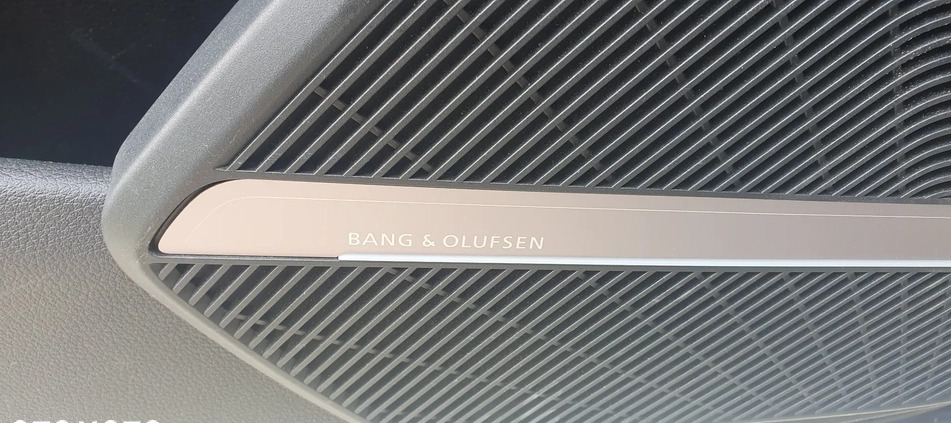 BANG & OLUFSEN